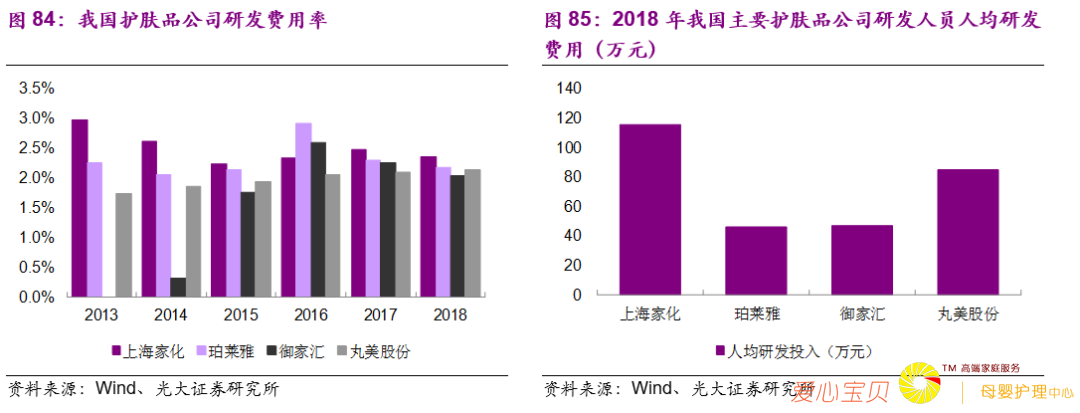 图 84：我国护肤品公司研发费用率
3.5%
3.0%
2.5%
2.0%
1.5%
1.0%
0.5%
0.0%
2013 2014 2015 2016 2017 2018
上海家化 珀莱雅 御家汇 丸美股份
资料来源：Wind、光大证券研究所
图 85：2018 年我国主要护肤品公司研发人员人均研发
费用（万元）
140
120
100
80
60
40
20
0
上海家化 珀莱雅 御家汇 丸美股份
人均研发投入（万元）
资料来源：Wind、光大证券研究所
爱心宝贝
TM 高端家庭服务
母婴护理中心